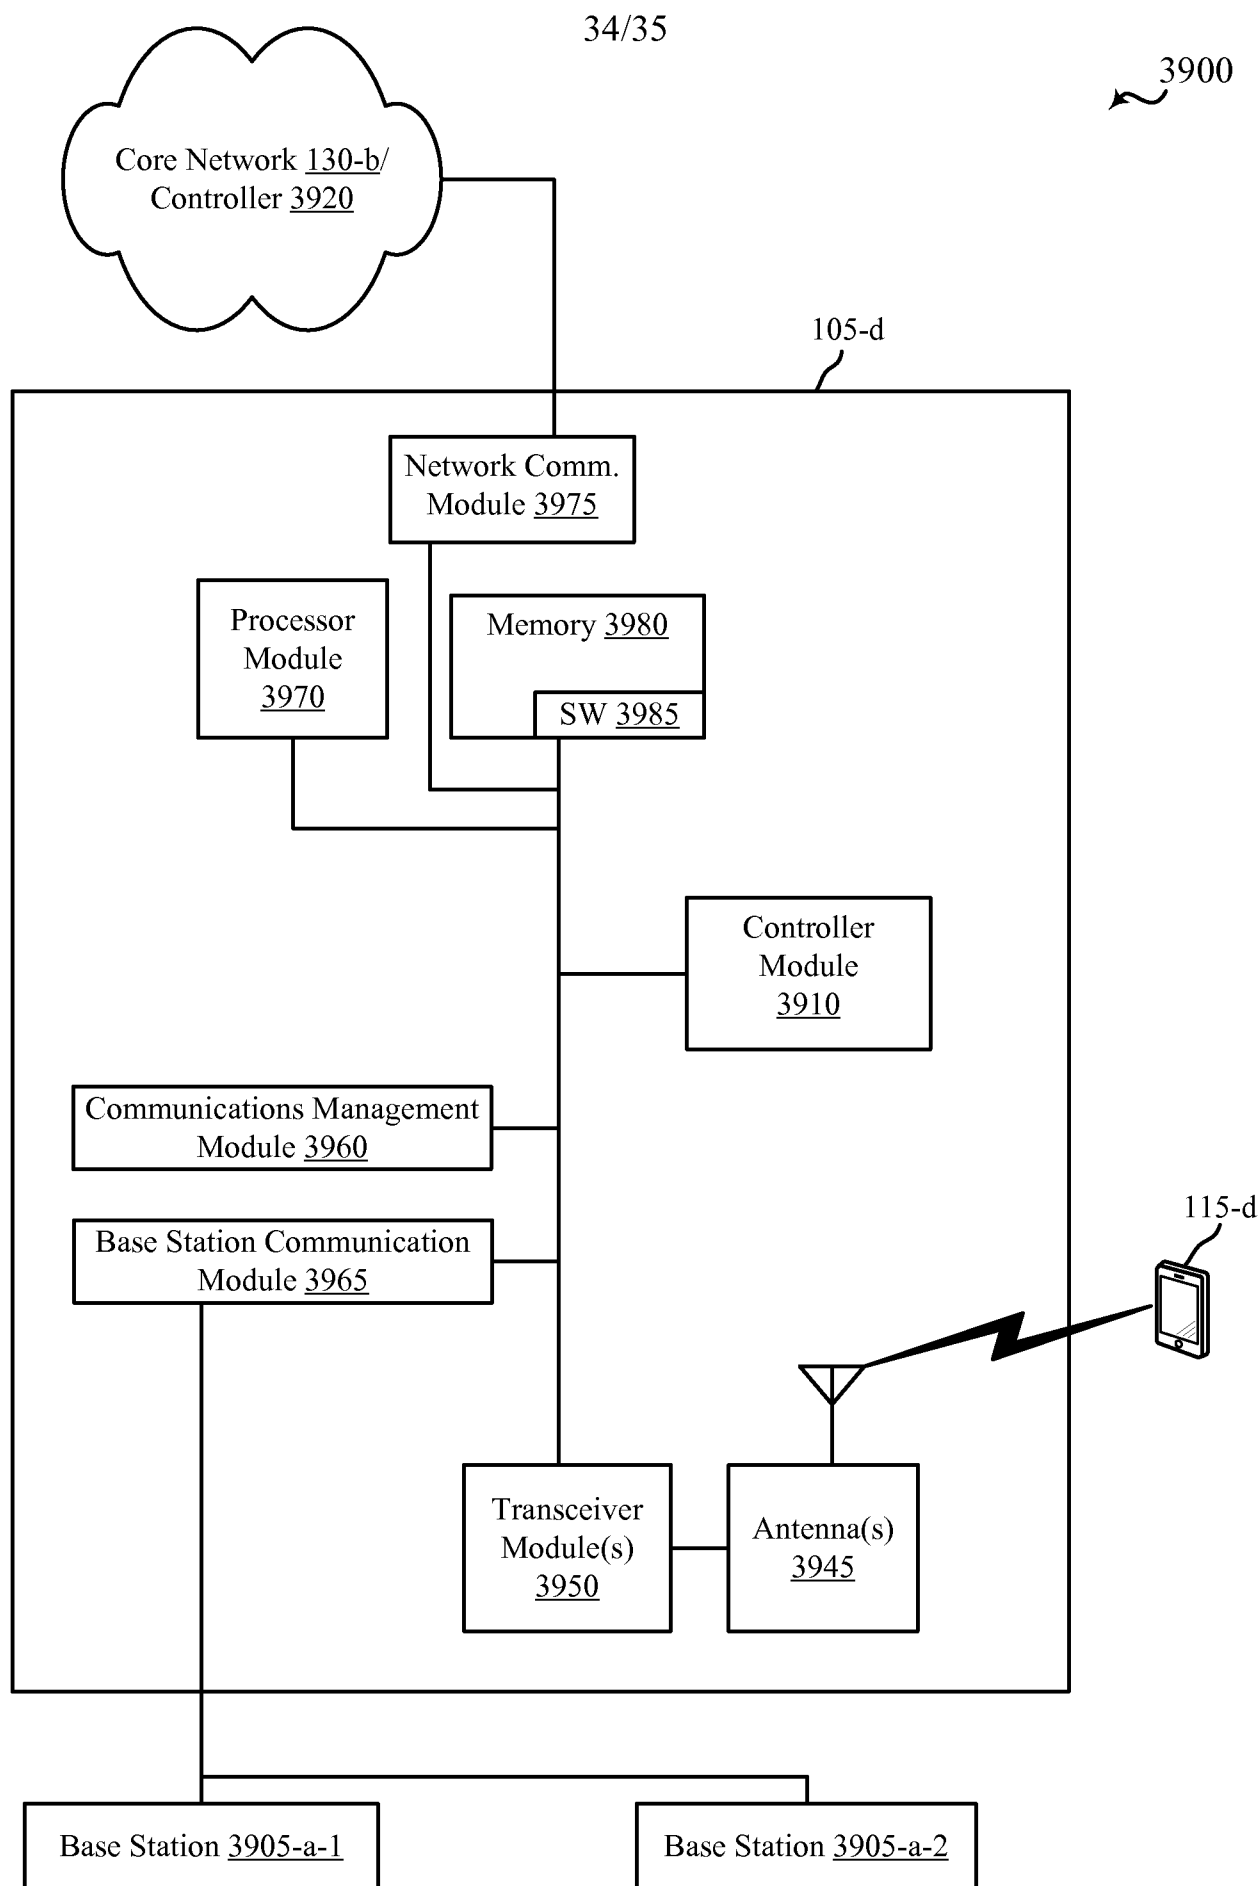 34/35
3900
Core Network 130-b/
Controller 3920
105-d
Network Comm.
Module 3975
Processor
Module
3970
Memory 3980
SW 3985
Controller
Module
3910
Communications Management
Module 3960
Base Station Communication
Module 3965
115-d
Transceiver
Module(s)
3950
Antenna(s)
3945
Base Station 3905-a-1
Base Station 3905-a-2